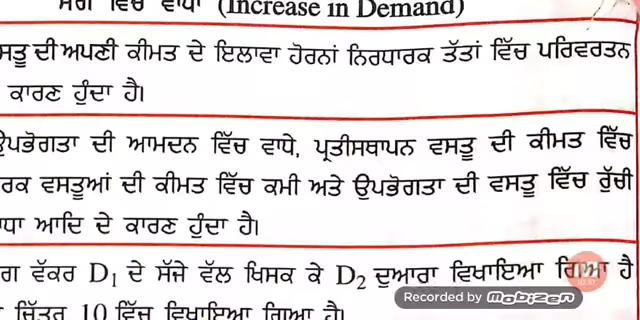 ਮੰਗ ਵਿੱਚ ਵਾਧਾ (Increase in Demand)
ਸਤੂ ਦੀ ਅਪਣੀ ਕੀਮਤ ਦੇ ਇਲਾਵਾ ਹੋਰਨਾਂ ਨਿਰਧਾਰਕ ਤੱਤਾਂ ਵਿੱਚ ਪਰਿਵਰਤਨ
ਕਾਰਣ ਹੁੰਦਾ ਹੈ।
ਉਪਭੋਗਤਾ ਦੀ ਆਮਦਨ ਵਿੱਚ ਵਾਧੇ, ਪ੍ਰਤੀਸਥਾਪਨ ਵਸਤੂ ਦੀ ਕੀਮਤ ਵਿੱਚ
ਰਕ ਵਸਤੂਆਂ ਦੀ ਕੀਮਤ ਵਿੱਚ ਕਮੀ ਅਤੇ ਉਪਭੋਗਤਾ ਦੀ ਵਸਤੂ ਵਿੱਚ ਰੁੱਚੀ
ਧਾ ਆਦਿ ਦੇ ਕਾਰਣ ਹੁੰਦਾ ਹੈ।
ਗ ਵੱਕਰ D₁ ਦੇ ਸੱਜੇ ਵੱਲ ਖਿਸਕ ਕੇ D₂ ਦੁਆਰਾ ਵਿਖਾਇਆ ਗਿਆ ਹੈ
ਚਿੱਤਰ 10 ਵਿੱਚ ਵਿਖਾਇਆ ਗਿਆ ਹੈ।
Recorded by mobizen